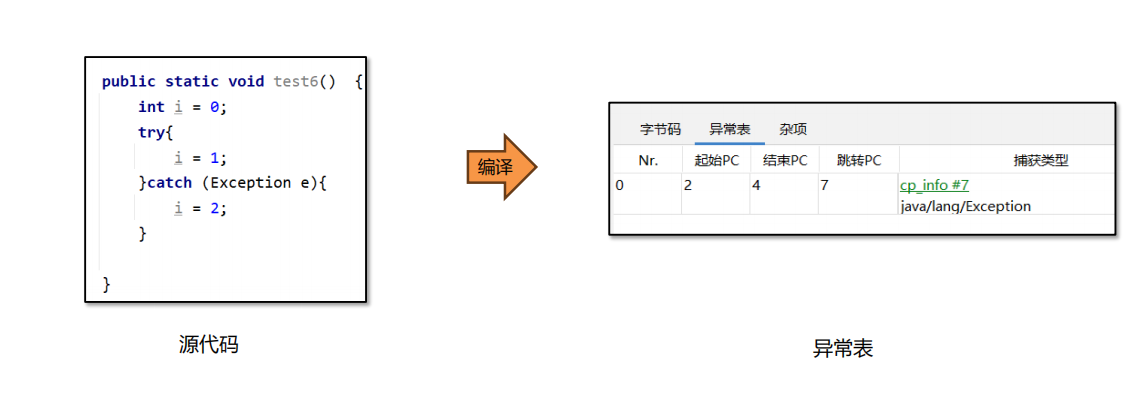 public static void test6()  {
    int i = 0;
    try{
        i = 1;
    }catch (Exception e){
        i = 2;
    }
}
源代码
编译
字节码 异常表 杂项
Nr. 起始PC 结束PC 跳转PC 捕获类型
0 2 4 7 cp_info #7
java/lang/Exception
异常表